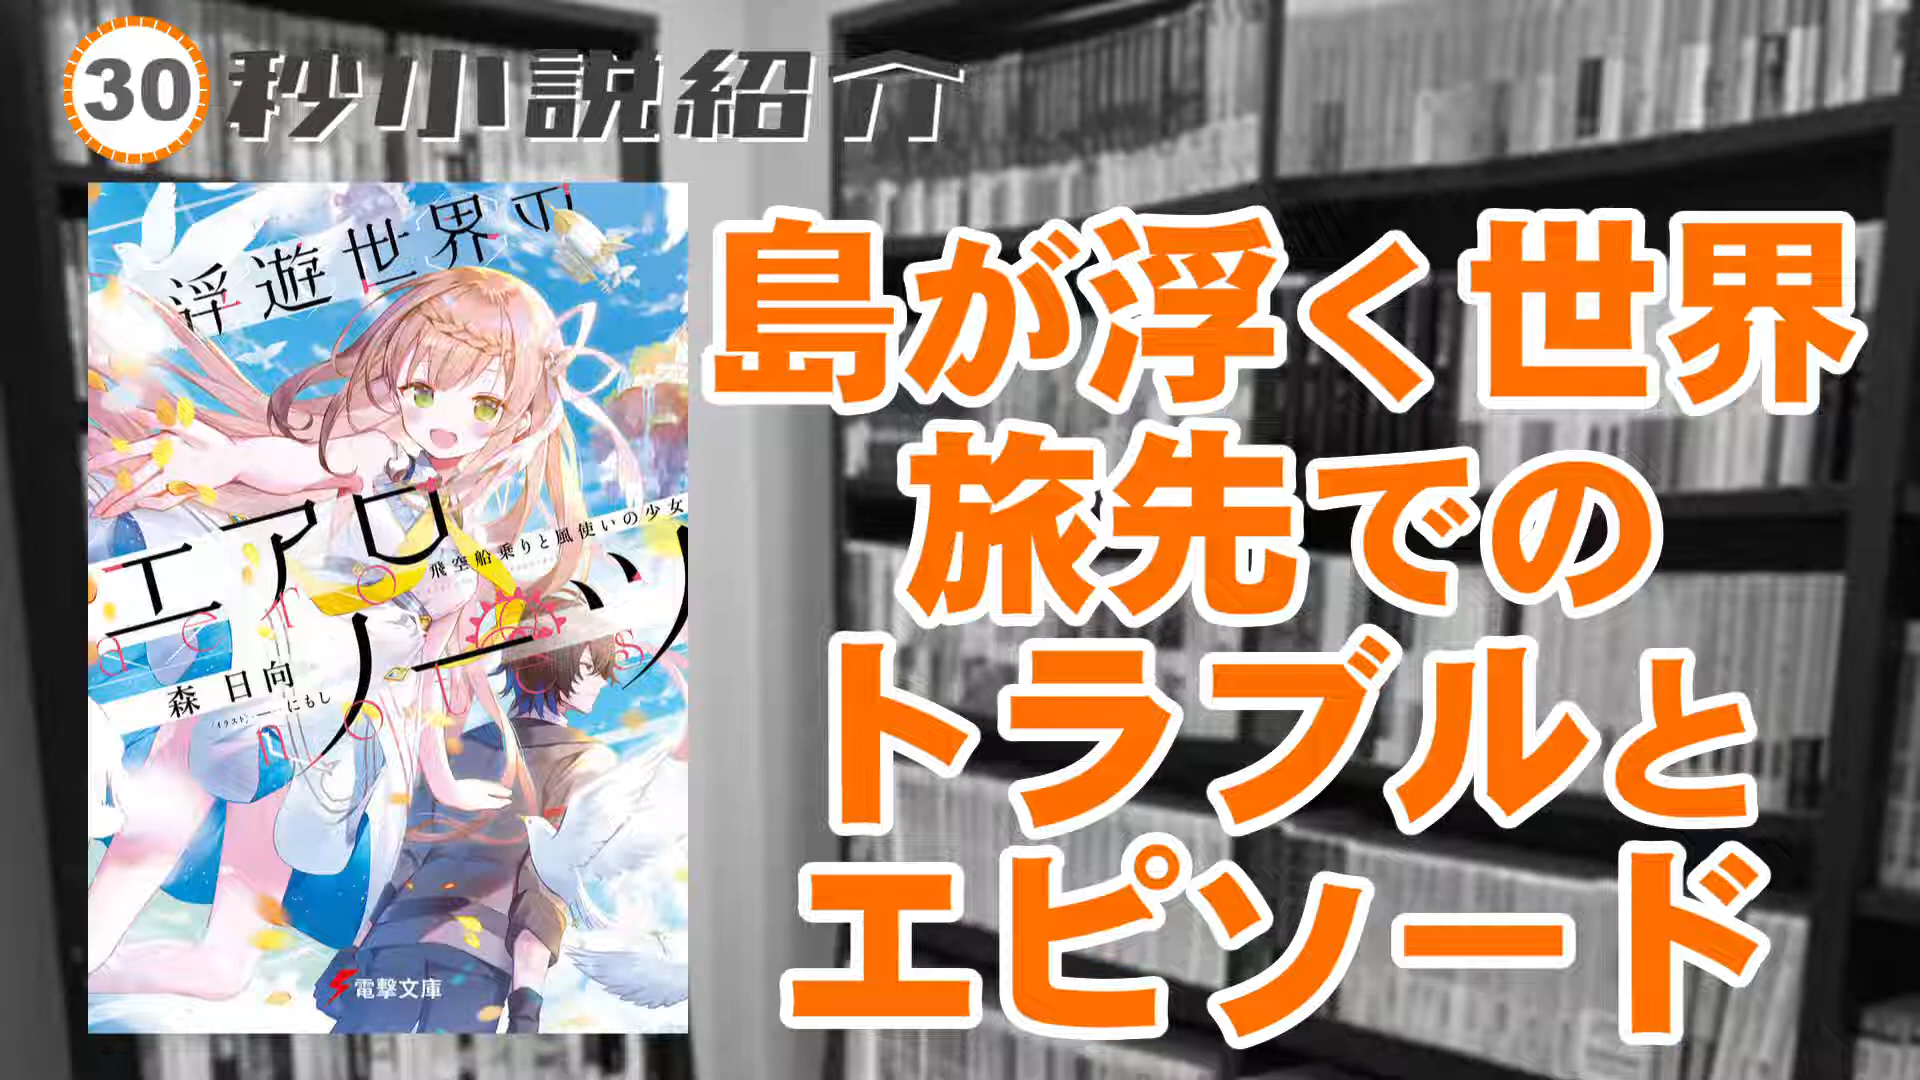 30秒小説紹介
浮遊世界の
エアロノーツ
飛空船乗りと風使いの少女
aeronotes
森 日向
イラスト にもし
電撃文庫
島が浮く世界
旅先での
トラブルと
エピソード